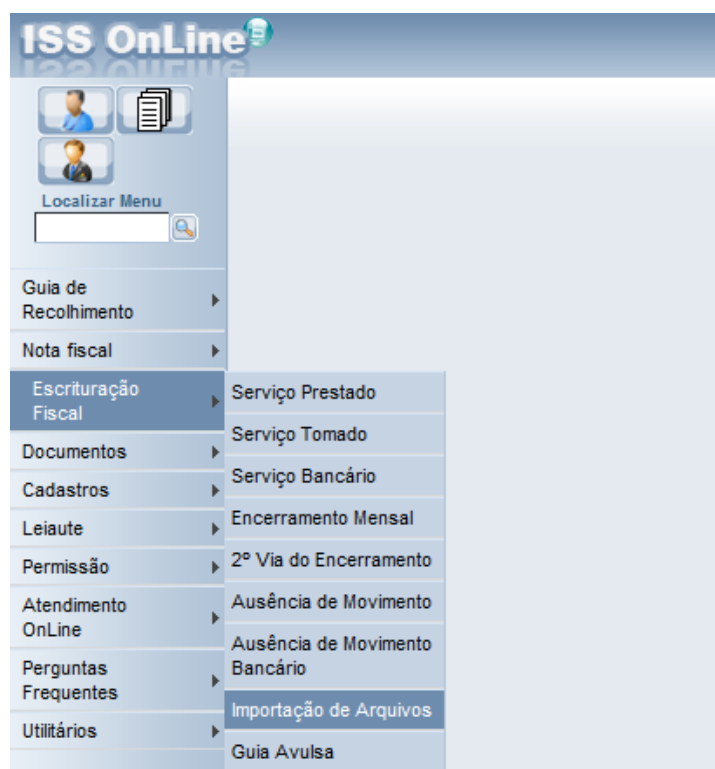 ISS OnLine
Localizar Menu
Guia de
Recolhimento
Nota fiscal
Escrituração
Fiscal
Documentos
Cadastros
Leiaute
Permissão
Atendimento
OnLine
Perguntas
Frequentes
Utilitários
Serviço Prestado
Serviço Tomado
Serviço Bancário
Encerramento Mensal
2º Via do Encerramento
Ausência de Movimento
Ausência de Movimento
Bancário
Importação de Arquivos
Guia Avulsa